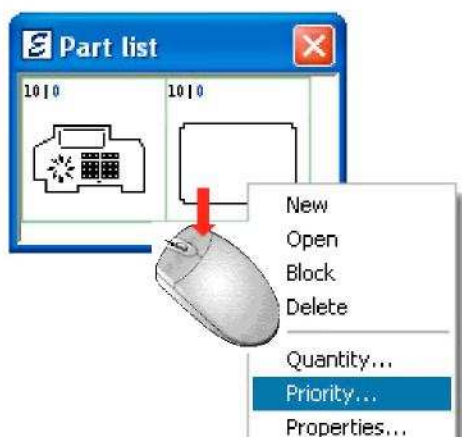 Part list
10|0 10|0
New
Open
Block
Delete
Quantity...
Priority...
Properties...